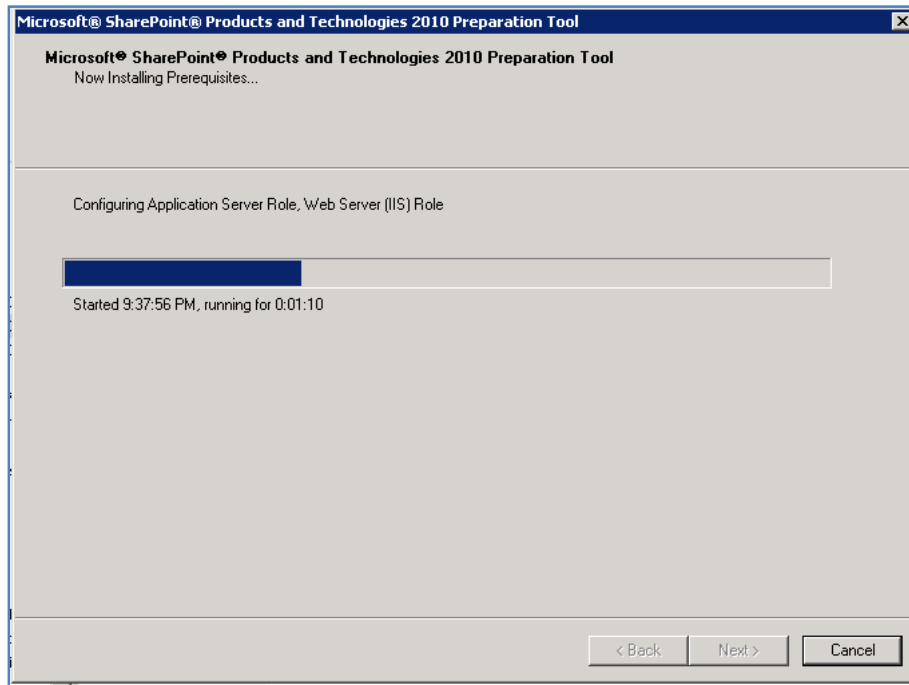 Microsoft® SharePoint® Products and Technologies 2010 Preparation Tool
Microsoft® SharePoint® Products and Technologies 2010 Preparation Tool
Now Installing Prerequisites...
Configuring Application Server Role, Web Server (IIS) Role
Started 9:37:56 PM, running for 0:01:10
< Back Next > Cancel